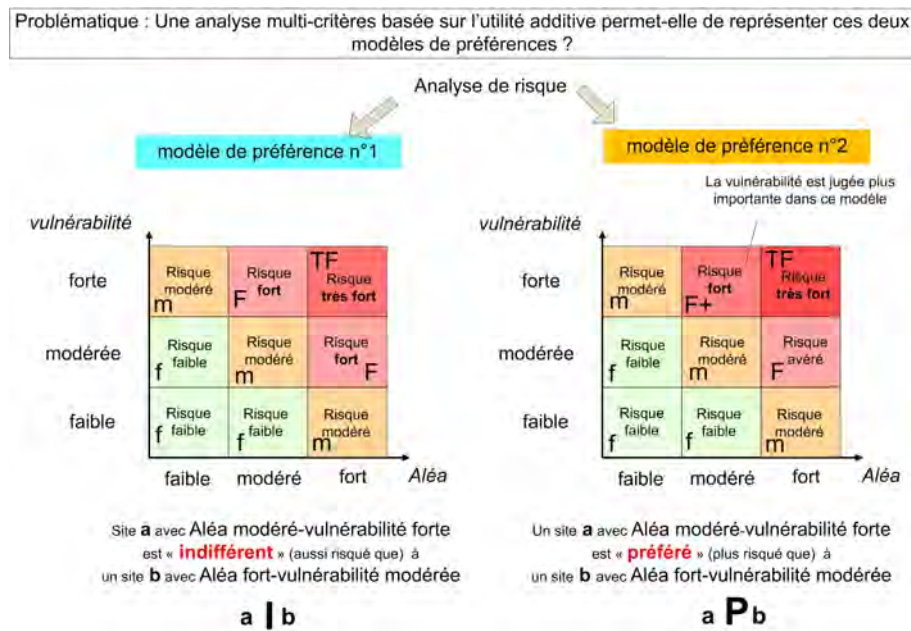 Problématique : Une analyse multi-critères basée sur l'utilité additive permet-elle de représenter ces deux
modèles de préférences ?
Analyse de risque
modèle de préférence n°1
vulnérabilité
forte
modérée
faible
Risque
modéré
m
Risque
fort
F
TF
Risque
très fort
Risque
faible
f
Risque
modéré
m
Risque
fort
F
Risque
faible
f
Risque
faible
f
Risque
modéré
m
faible
modéré
fort
Aléa
Site a avec Aléa modéré-vulnérabilité forte
est « indifférent » (aussi risqué que) à
un site b avec Aléa fort-vulnérabilité modérée
a I b
modèle de préférence n°2
La vulnérabilité est jugée plus
importante dans ce modèle
vulnérabilité
forte
modérée
faible
Risque
modéré
m
Risque
fort
F+
TF
Risque
très fort
Risque
faible
f
Risque
modéré
m
Risque
avéré
F
Risque
faible
f
Risque
faible
f
Risque
modéré
m
faible
modéré
fort
Aléa
Un site a avec Aléa modéré-vulnérabilité forte
est « préféré » (plus risqué que) à
un site b avec Aléa fort-vulnérabilité modérée
a P b